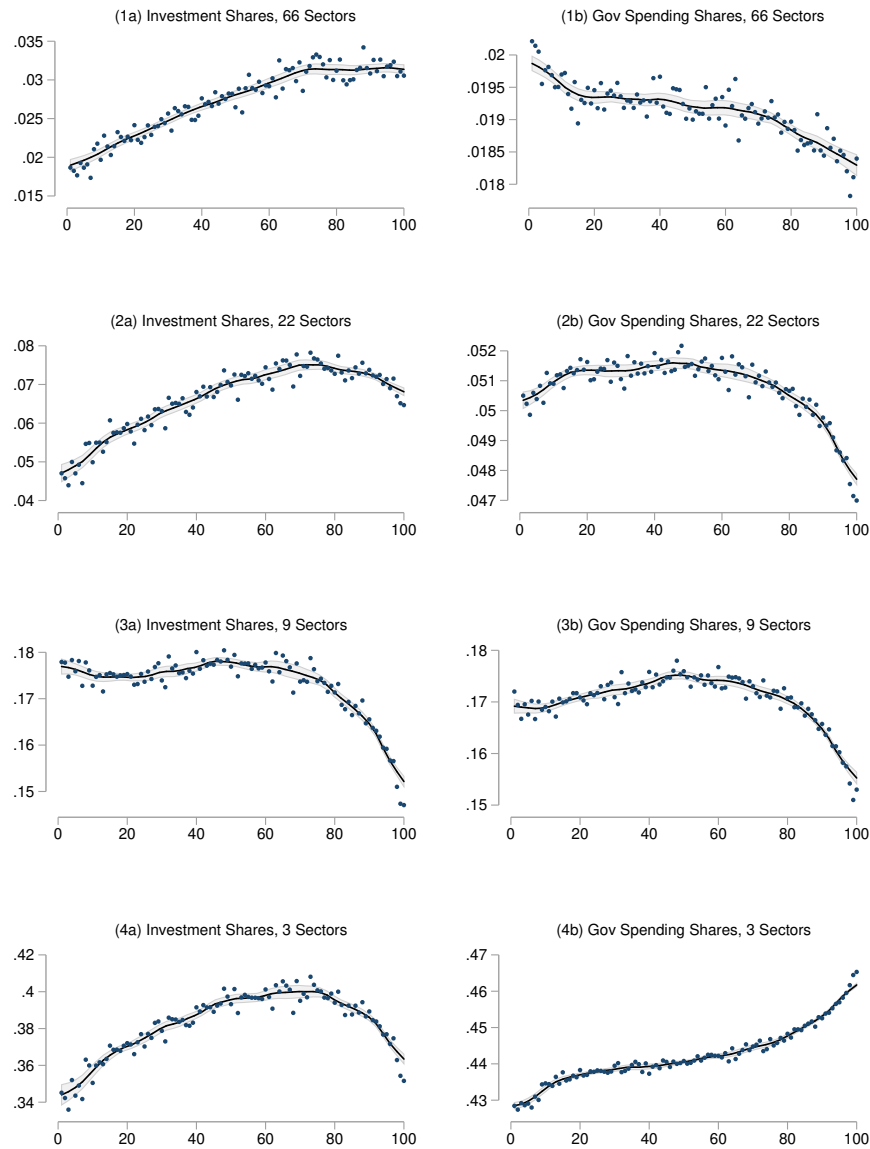 (1a) Investment Shares, 66 Sectors
.035
.03
.025
.02
.015
0 20 40 60 80 100
(1b) Gov Spending Shares, 66 Sectors
.02
.0195
.019
.0185
.018
0 20 40 60 80 100
(2a) Investment Shares, 22 Sectors
.08
.07
.06
.05
.04
0 20 40 60 80 100
(2b) Gov Spending Shares, 22 Sectors
.052
.051
.05
.049
.048
.047
0 20 40 60 80 100
(3a) Investment Shares, 9 Sectors
.18
.17
.16
.15
0 20 40 60 80 100
(3b) Gov Spending Shares, 9 Sectors
.18
.17
.16
.15
0 20 40 60 80 100
(4a) Investment Shares, 3 Sectors
.42
.4
.38
.36
.34
0 20 40 60 80 100
(4b) Gov Spending Shares, 3 Sectors
.47
.46
.45
.44
.43
0 20 40 60 80 100